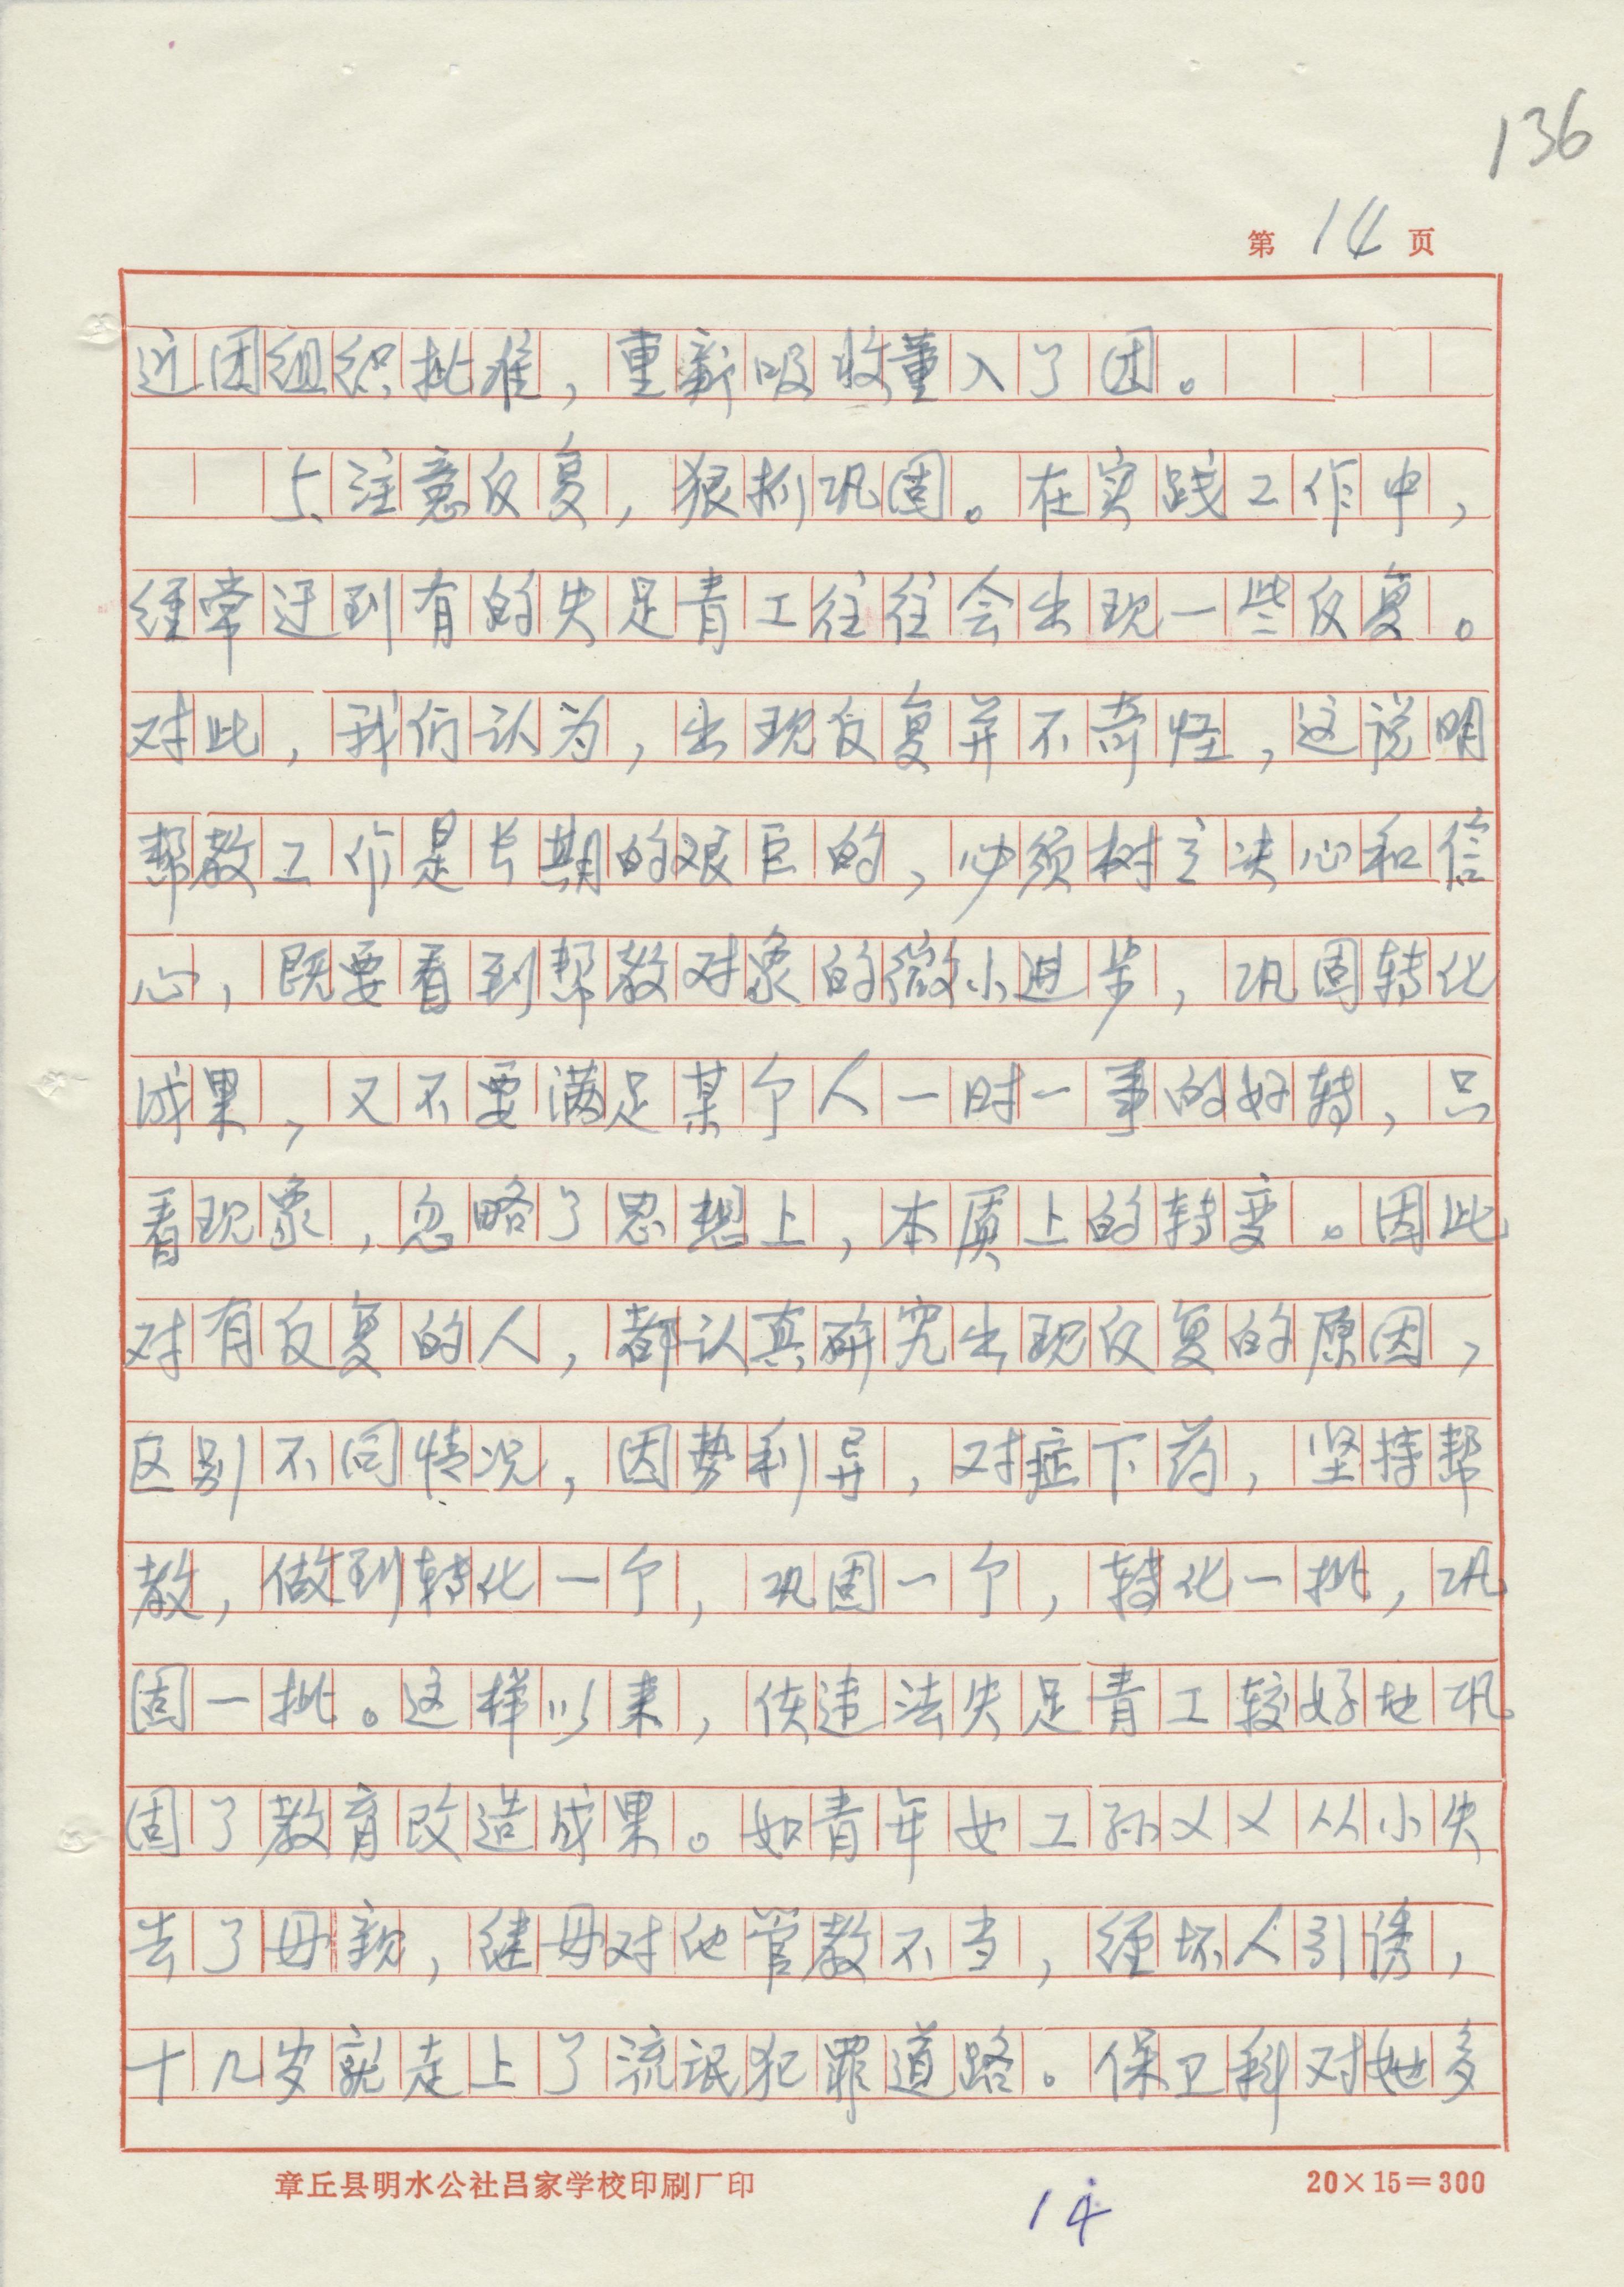 136
第14页
近团组织批准，重新吸收董入了团。
5、注意反复，狠抓巩固。在实践工作中，
经常迂到有的失足青工往往会出现一些反复。
对此，我们认为，出现反复并不奇怪，这说明
帮教工作是长期的艰巨的，必须树立决心和信
心，既要看到帮教对象的微小进步，巩固转化
成果，又不要满足某个人一时一事的好转，只
看现象，忽略了思想上，本质上的转变。因此
对有反复的人，都认真研究出现反复的原因，
区别不同情况，因势利导，对症下药，坚持帮
教，做到转化一个，巩固一个，转化一批，巩
固一批。这样以来，使违法失足青工较好地巩
固了教育改造成果。如青年女工孙××从小失
去了母亲，继母对他管教不当，经坏人引诱，
十几岁就走上了流氓犯罪道路。保卫科对她多
章丘县明水公社吕家学校印刷厂印 20×15=300
14